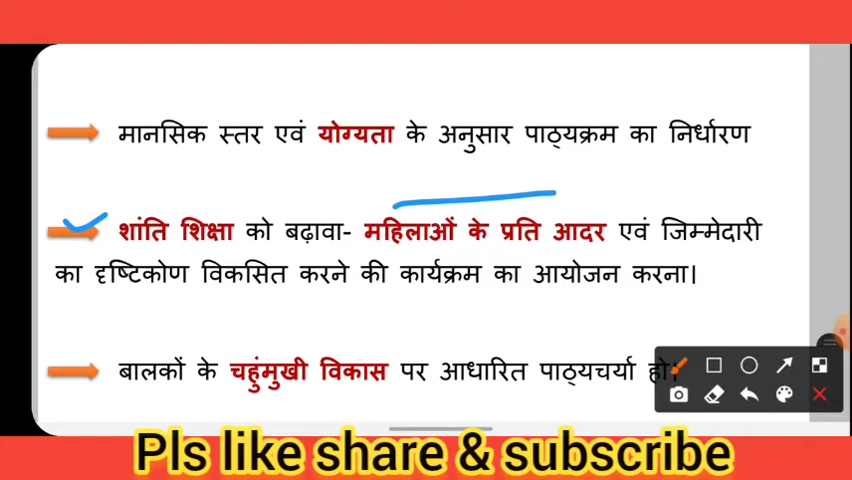 मानसिक स्तर एवं योग्यता के अनुसार पाठ्यक्रम का निर्धारण
शांति शिक्षा को बढ़ावा- महिलाओं के प्रति आदर एवं जिम्मेदारी
का दृष्टिकोण विकसित करने की कार्यक्रम का आयोजन करना।
बालकों के चहुंमुखी विकास पर आधारित पाठ्यचर्या हो।
Pls like share & subscribe